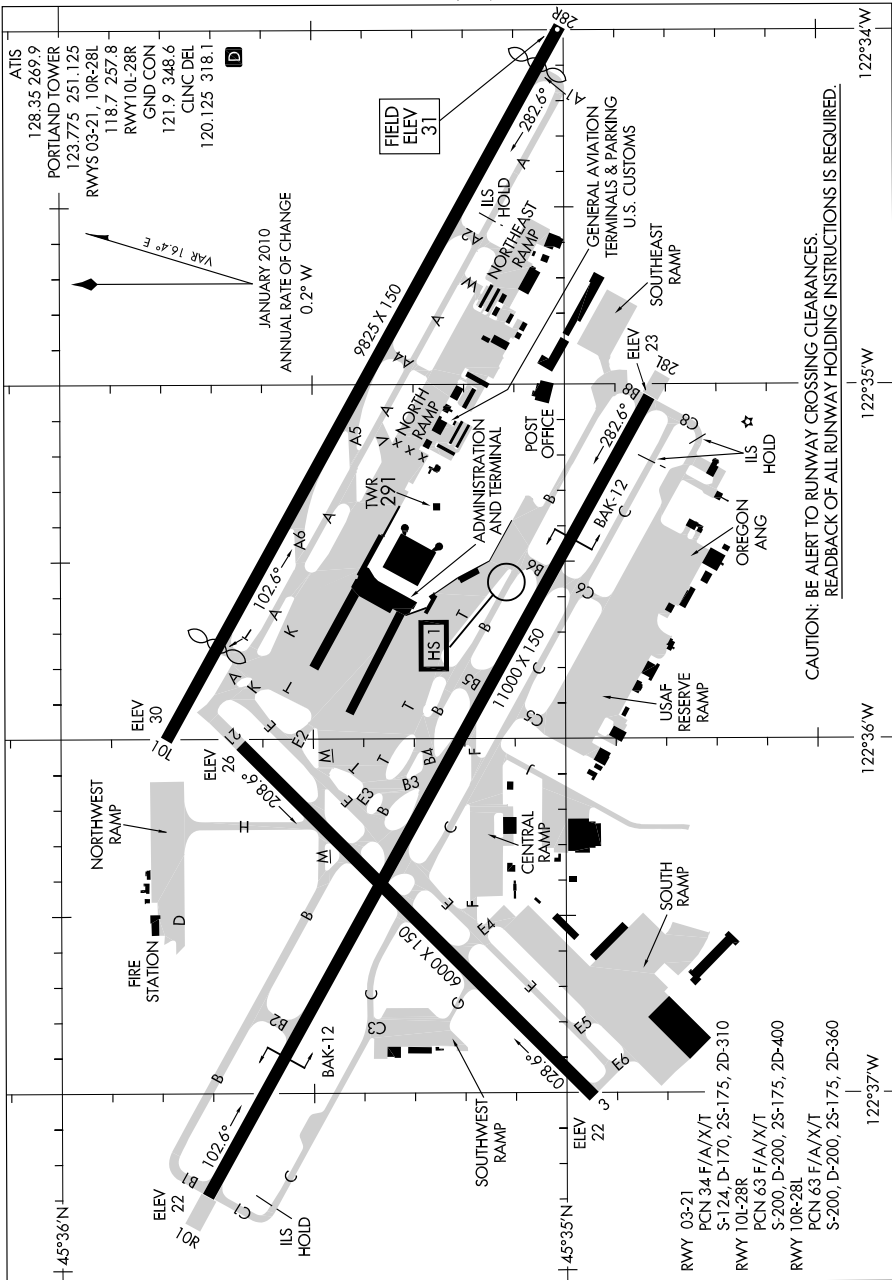 ATIS
128.35 269.9
PORTLAND TOWER
123.775 251.125
RWYS 03-21, 10R-28L
118.7 257.8
RWY10L-28R
GND CON
121.9 348.6
CLNC DEL
120.125 318.1
D
VAR 16.4° E
JANUARY 2010
ANNUAL RATE OF CHANGE
0.2° W
FIELD
ELEV
31
28R
A1
282.6°
A
ILS
HOLD
A2
NORTHEAST
RAMP
W
A
A4
9825 X 150
GENERAL AVIATION
TERMINALS & PARKING
U.S. CUSTOMS
SOUTHEAST
RAMP
A
A5
V
X X X X
NORTH
RAMP
POST
OFFICE
ELEV
23
28L
B8
282.6°
C8
ILS
HOLD
TWR
291
ADMINISTRATION
AND TERMINAL
A
A6
102.6°
A
K
T
B
BAK-12
C
B6
HS 1
OREGON
ANG
C6
T
B
11000 X 150
B5
C
C5
USAF
RESERVE
RAMP
ELEV
30
10L
A
K
T
E
E2
21
ELEV
26
208.6°
M
T
T
T
B
B4
B3
E3
E
B
F
J
NORTHWEST
RAMP
H
M
C
CENTRAL
RAMP
D
FIRE
STATION
B
E
F
E4
SOUTH
RAMP
6000 X 150
C
C3
G
E
E5
E6
B2
BAK-12
B
028.6°
3
ELEV
22
SOUTHWEST
RAMP
102.6°
B1
ELEV
22
10R
C1
C
ILS
HOLD
CAUTION: BE ALERT TO RUNWAY CROSSING CLEARANCES.
READBACK OF ALL RUNWAY HOLDING INSTRUCTIONS IS REQUIRED.
RWY 03-21
PCN 34 F/A/X/T
S-124, D-170, 2S-175, 2D-310
RWY 10L-28R
PCN 63 F/A/X/T
S-200, D-200, 2S-175, 2D-400
RWY 10R-28L
PCN 63 F/A/X/T
S-200, D-200, 2S-175, 2D-360
45°36'N
45°35'N
122°37'W
122°36'W
122°35'W
122°34'W